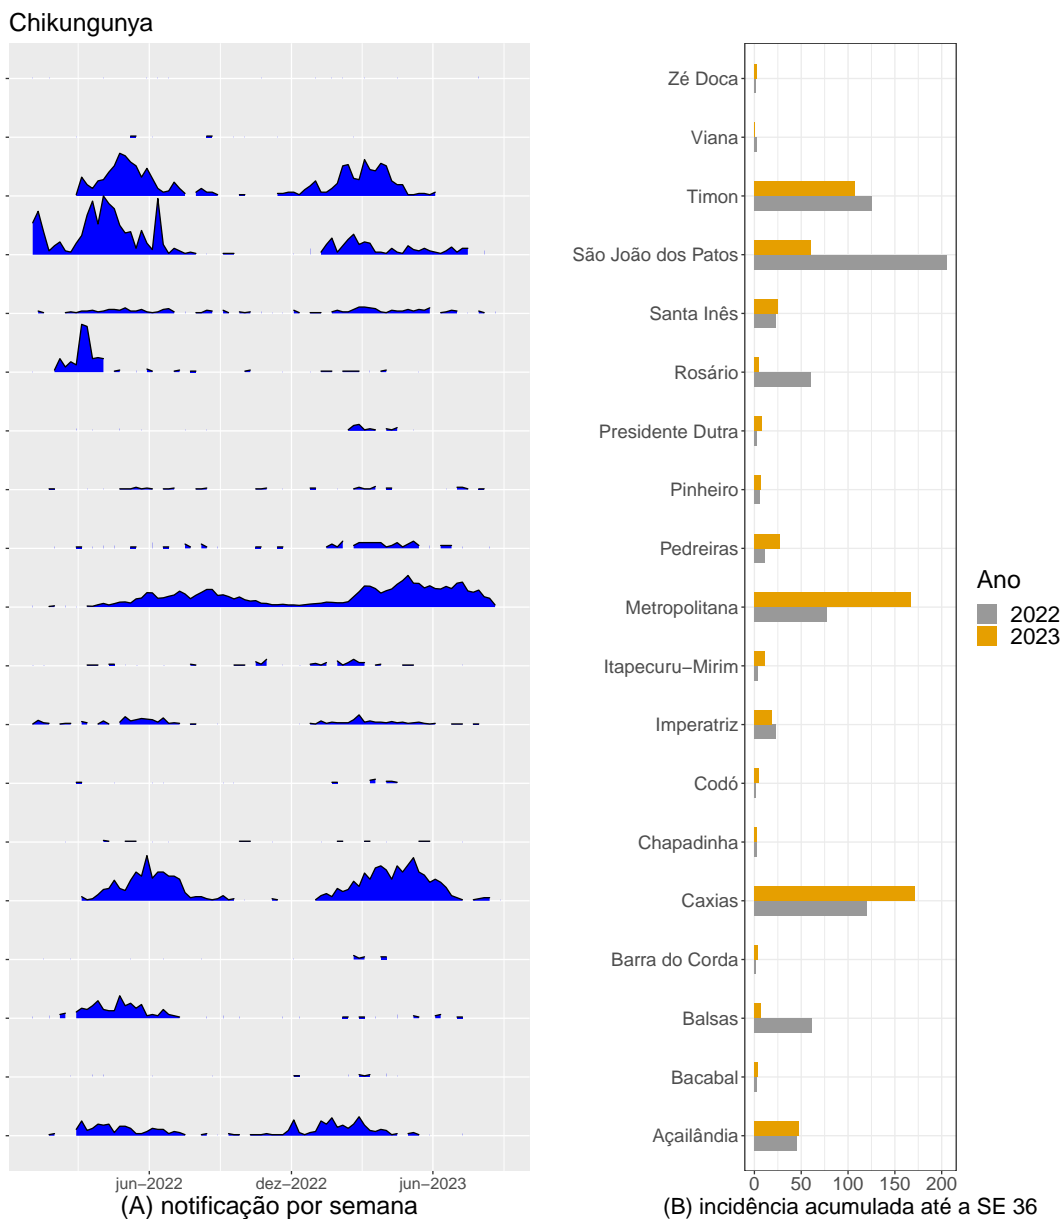 Chikungunya
Zé Doca
Viana
Timon
São João dos Patos
Santa Inês
Rosário
Presidente Dutra
Pinheiro
Pedreiras
Metropolitana
Itapecuru−Mirim
Imperatriz
Codó
Chapadinha
Caxias
Barra do Corda
Balsas
Bacabal
Açailândia
Ano
2022
2023
jun−2022 dez−2022 jun−2023
(A) notificação por semana
0 50 100 150 200
(B) incidência acumulada até a SE 36